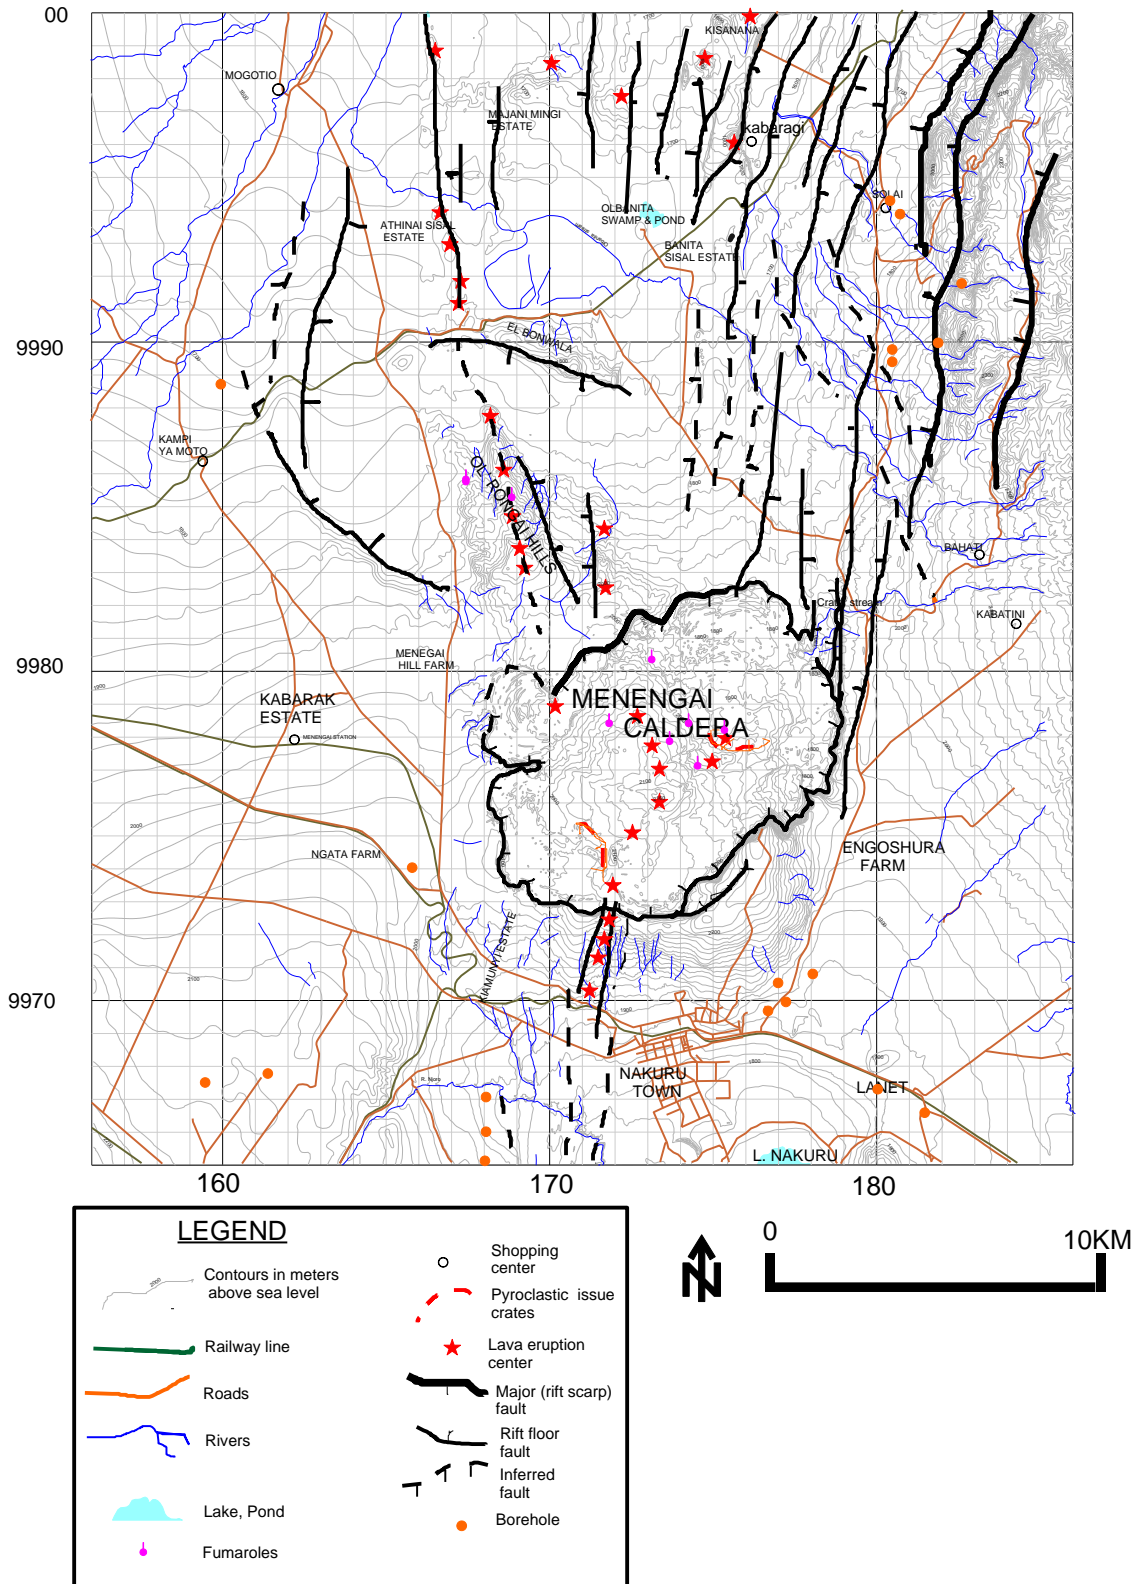 00
KISANANA
MOGOTIO
MAJANI MINGI
ESTATE
kabaragi
SOLAI
OLBANITA
SWAMP & POND
ATHINAI SISAL
ESTATE
BANITA
SISAL ESTATE
9990
EL BONWALA
KAMPI
YA MOTO
OL' RONGAI HILLS
BAHATI
Crater stream
KABATINI
MENEGAI
HILL FARM
9980
KABARAK
ESTATE
MENENGAI
CALDERA
MENENGAI STATION
NGATA FARM
ENGOSHURA
FARM
KIAMUNYI ESTATE
9970
NAKURU
TOWN
R. Njoro
LANET
L. NAKURU
160
170
180
LEGEND
Contours in meters
above sea level
Railway line
Roads
Rivers
Lake, Pond
Fumaroles
Shopping
center
Pyroclastic issue
crates
Lava eruption
center
Major (rift scarp)
fault
Rift floor
fault
Inferred
fault
Borehole
N
0
10KM